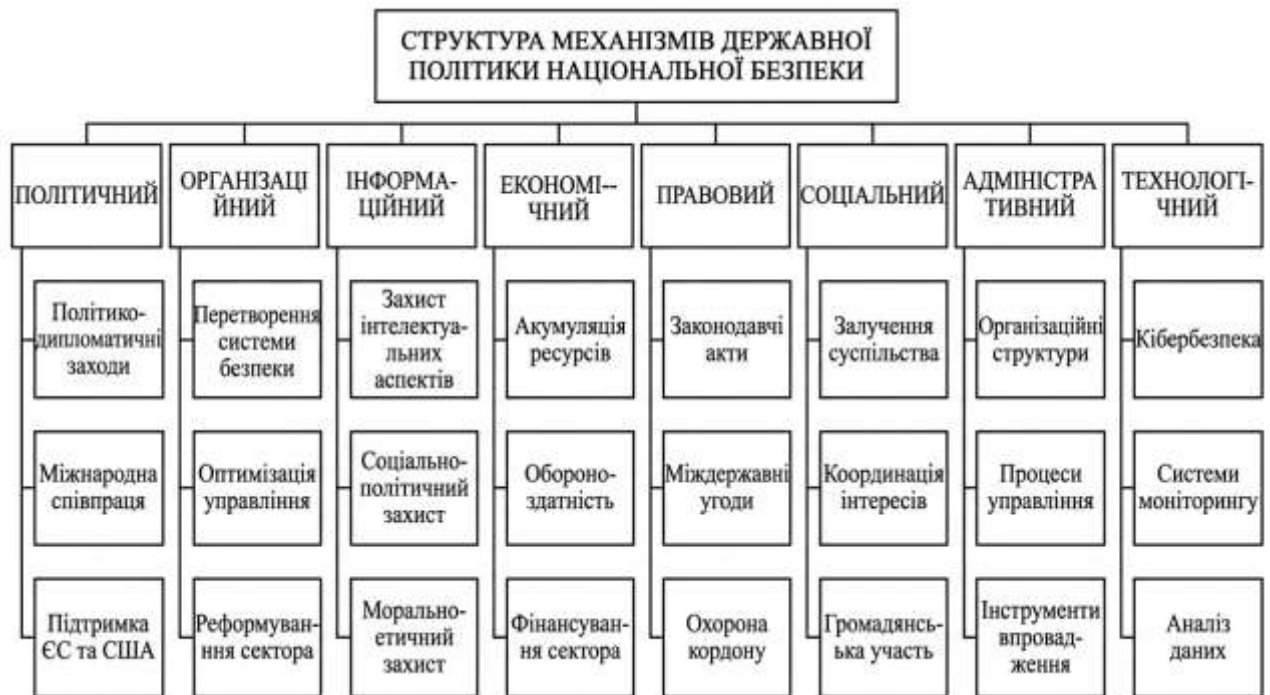 СТРУКТУРА МЕХАНІЗМІВ ДЕРЖАВНОЇ
ПОЛІТИКИ НАЦІОНАЛЬНОЇ БЕЗПЕКИ
ПОЛІТИЧНИЙ
ОРГАНІЗАЦІ
ЙНИЙ
ІНФОРМА-
ЦІЙНИЙ
ЕКОНОМІ--
ЧНИЙ
ПРАВОВИЙ
СОЦІАЛЬНИЙ
АДМІНІСТРА
ТИВНИЙ
ТЕХНОЛОГІ-
ЧНИЙ
Політико-
дипломатичні
заходи
Перетворення
системи
безпеки
Захист
інтелектуа-
льних
аспектів
Акумуляція
ресурсів
Законодавчі
акти
Залучення
суспільства
Організаційні
структури
Кібербезпека
Міжнародна
співпраця
Оптимізація
управління
Соціально-
політичний
захист
Обороно-
здатність
Міждержавні
угоди
Координація
інтересів
Процеси
управління
Системи
моніторингу
Підтримка
ЄС та США
Реформуван-
ня сектора
Морально-
етичний
захист
Фінансуван-
ня сектора
Охорона
кордону
Громадянсь-
ька участь
Інструменти
впровад-
ження
Аналіз
даних